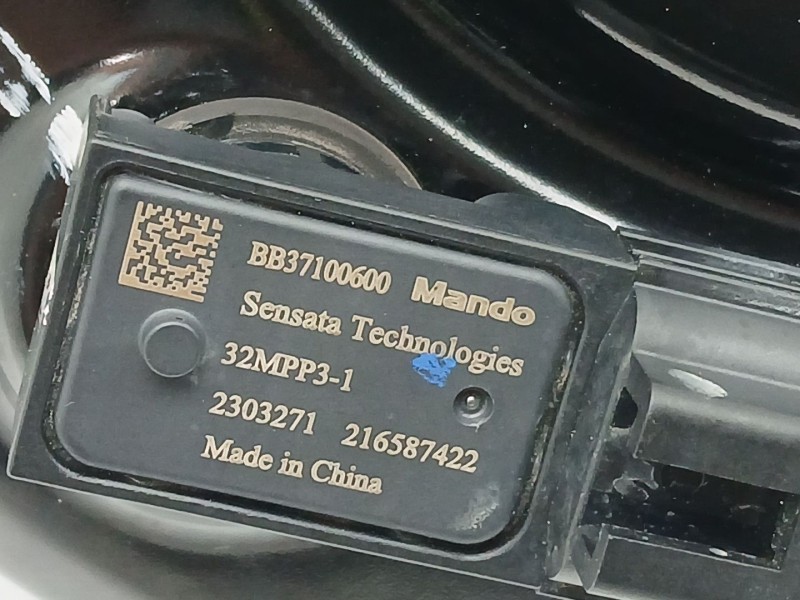 BB37100600 Mando
Sensata Technologies
32MPP3-1
2303271 216587422
Made in China